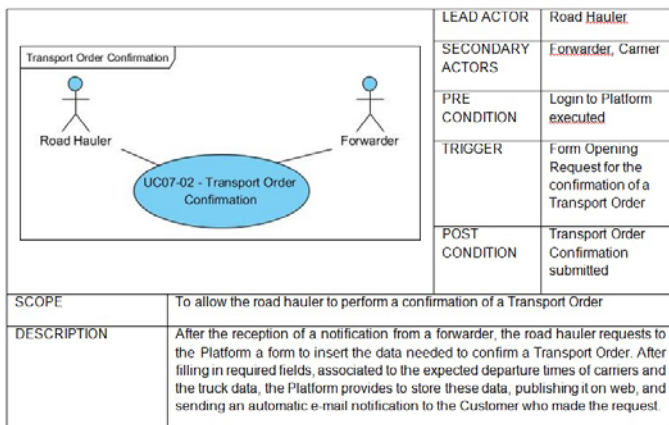 Transport Order Confirmation
Road Hauler
Forwarder
UC07-02 - Transport Order
Confirmation
LEAD ACTOR
Road Hauler
SECONDARY
ACTORS
Forwarder, Carrier
PRE
CONDITION
Login to Platform
executed
TRIGGER
Form Opening
Request for the
confirmation of a
Transport Order
POST
CONDITION
Transport Order
Confirmation
submitted
SCOPE
To allow the road hauler to perform a confirmation of a Transport Order
DESCRIPTION
After the reception of a notification from a forwarder, the road hauler requests to
the Platform a form to insert the data needed to confirm a Transport Order. After
filling in required fields, associated to the expected departure times of carriers and
the truck data, the Platform provides to store these data, publishing it on web, and
sending an automatic e-mail notification to the Customer who made the request.